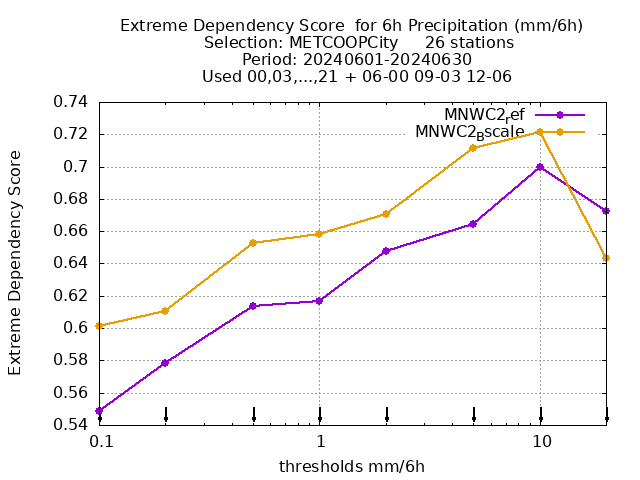 Extreme Dependency Score  for 6h Precipitation (mm/6h)
Selection: METCOOPCity     26 stations
Period: 20240601-20240630
Used 00,03,...,21 + 06-00 09-03 12-06
MNWC2_ref
MNWC2_Bscale
Extreme Dependency Score
0.74
0.72
0.7
0.68
0.66
0.64
0.62
0.6
0.58
0.56
0.54
0.1
1
10
thresholds mm/6h